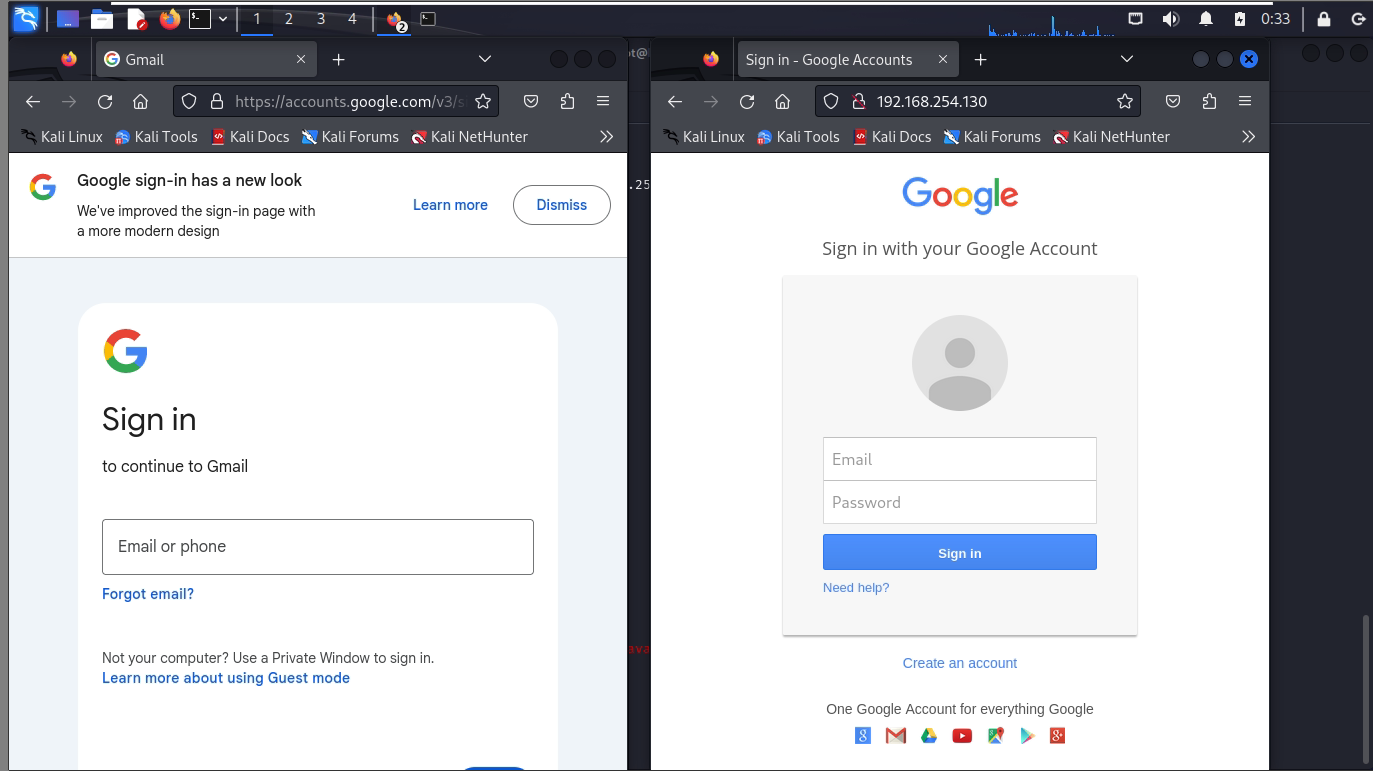 1 2 3 4
2
0:33
Gmail
https://accounts.google.com/v3/s
Kali Linux Kali Tools Kali Docs Kali Forums Kali NetHunter
Google sign-in has a new look
We've improved the sign-in page with
a more modern design
Learn more
Dismiss
Sign in
to continue to Gmail
Email or phone
Forgot email?
Not your computer? Use a Private Window to sign in.
Learn more about using Guest mode
t@
.25
ava
Sign in - Google Accounts
192.168.254.130
Kali Linux Kali Tools Kali Docs Kali Forums Kali NetHunter
Google
Sign in with your Google Account
Email
Password
Sign in
Need help?
Create an account
One Google Account for everything Google